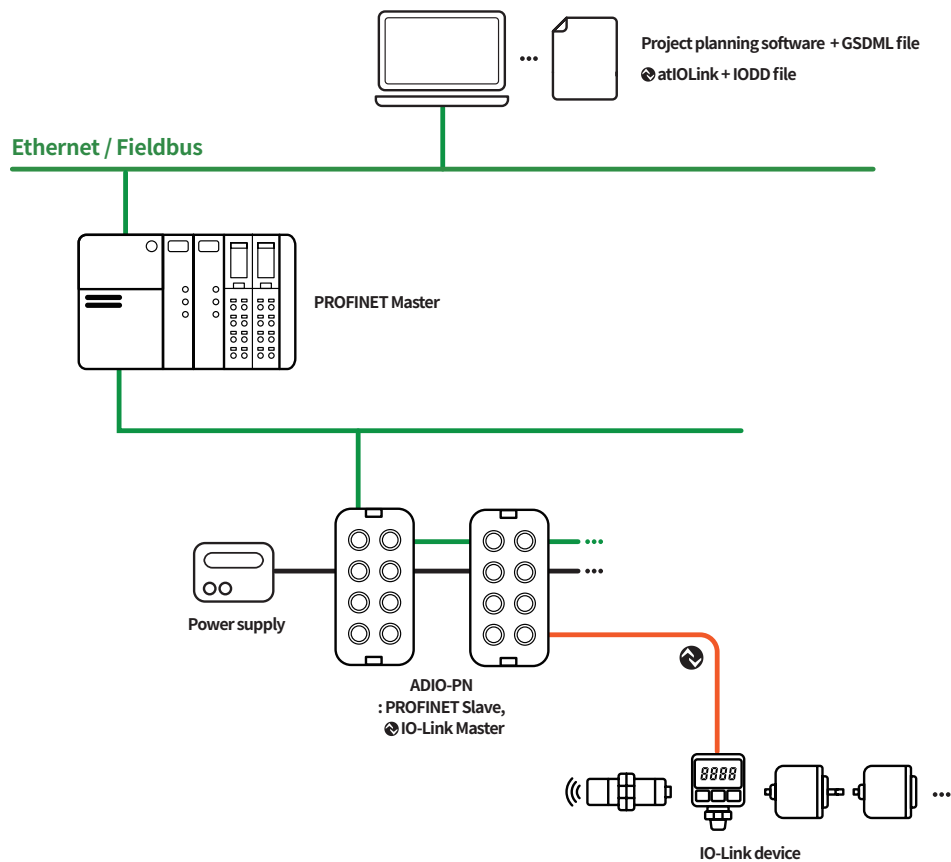 Project planning software + GSDML file
atIOLink + IODD file
Ethernet / Fieldbus
PROFINET Master
Power supply
ADIO-PN
: PROFINET Slave,
IO-Link Master
8888
IO-Link device